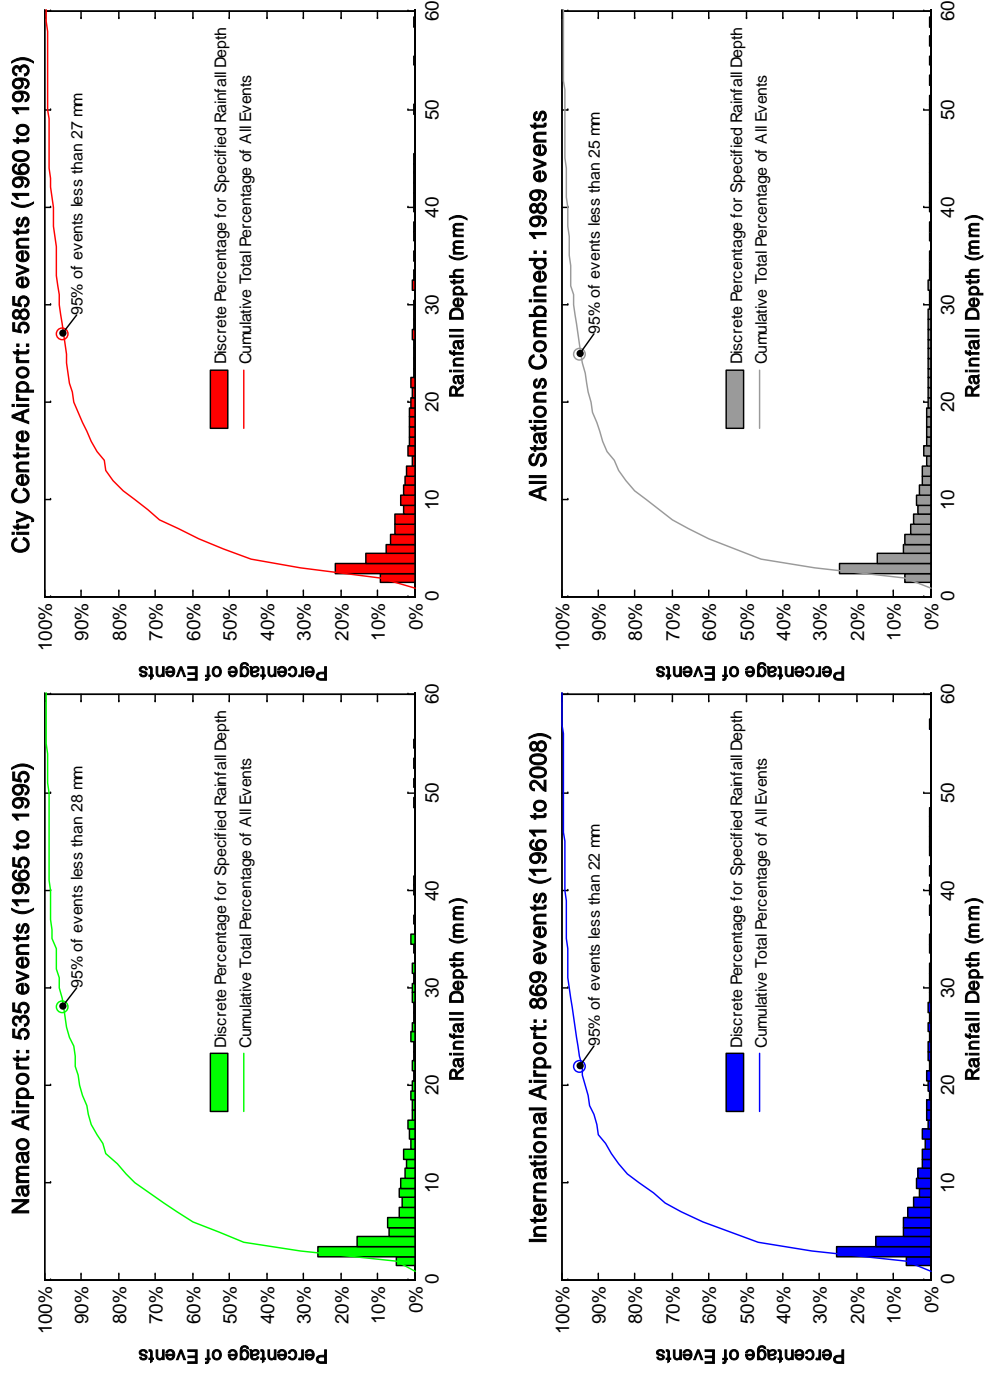 Namao Airport: 535 events (1965 to 1995)
100%
90%
80%
70%
60%
50%
40%
30%
20%
10%
0%
Percentage of Events
95% of events less than 28 mm
Discrete Percentage for Specified Rainfall Depth
Cumulative Total Percentage of All Events
0 10 20 30 40 50 60
Rainfall Depth (mm)
City Centre Airport: 585 events (1960 to 1993)
100%
90%
80%
70%
60%
50%
40%
30%
20%
10%
0%
Percentage of Events
95% of events less than 27 mm
Discrete Percentage for Specified Rainfall Depth
Cumulative Total Percentage of All Events
0 10 20 30 40 50 60
Rainfall Depth (mm)
International Airport: 869 events (1961 to 2008)
100%
90%
80%
70%
60%
50%
40%
30%
20%
10%
0%
Percentage of Events
95% of events less than 22 mm
Discrete Percentage for Specified Rainfall Depth
Cumulative Total Percentage of All Events
0 10 20 30 40 50 60
Rainfall Depth (mm)
All Stations Combined: 1989 events
100%
90%
80%
70%
60%
50%
40%
30%
20%
10%
0%
Percentage of Events
95% of events less than 25 mm
Discrete Percentage for Specified Rainfall Depth
Cumulative Total Percentage of All Events
0 10 20 30 40 50 60
Rainfall Depth (mm)